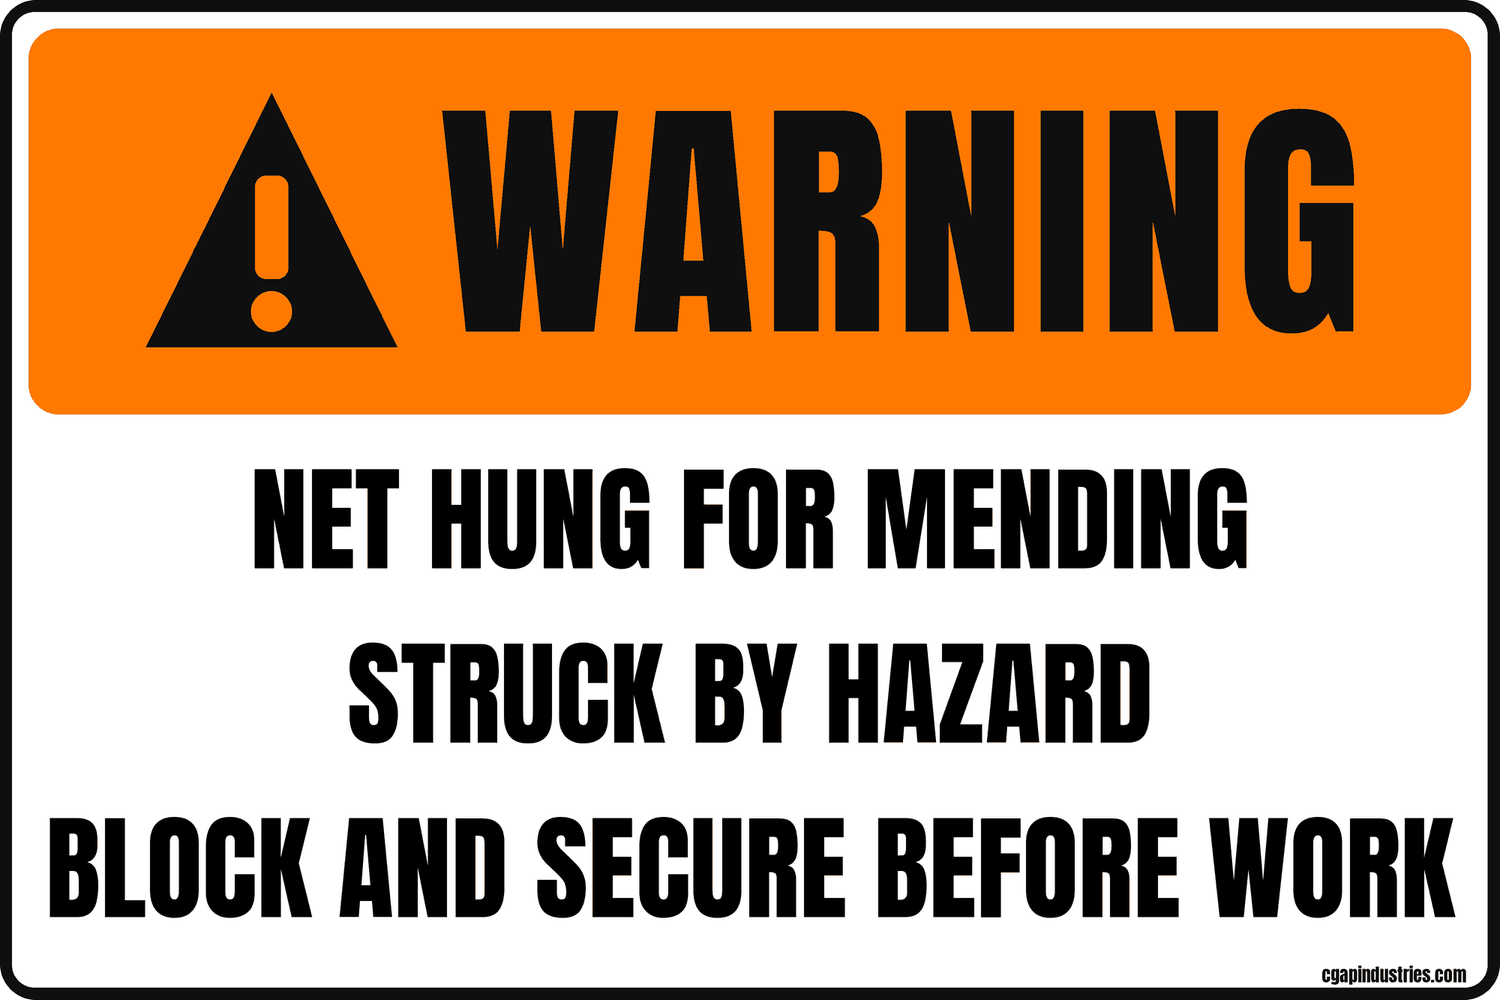 WARNING
NET HUNG FOR MENDING
STRUCK BY HAZARD
BLOCK AND SECURE BEFORE WORK
cgapindustries.com